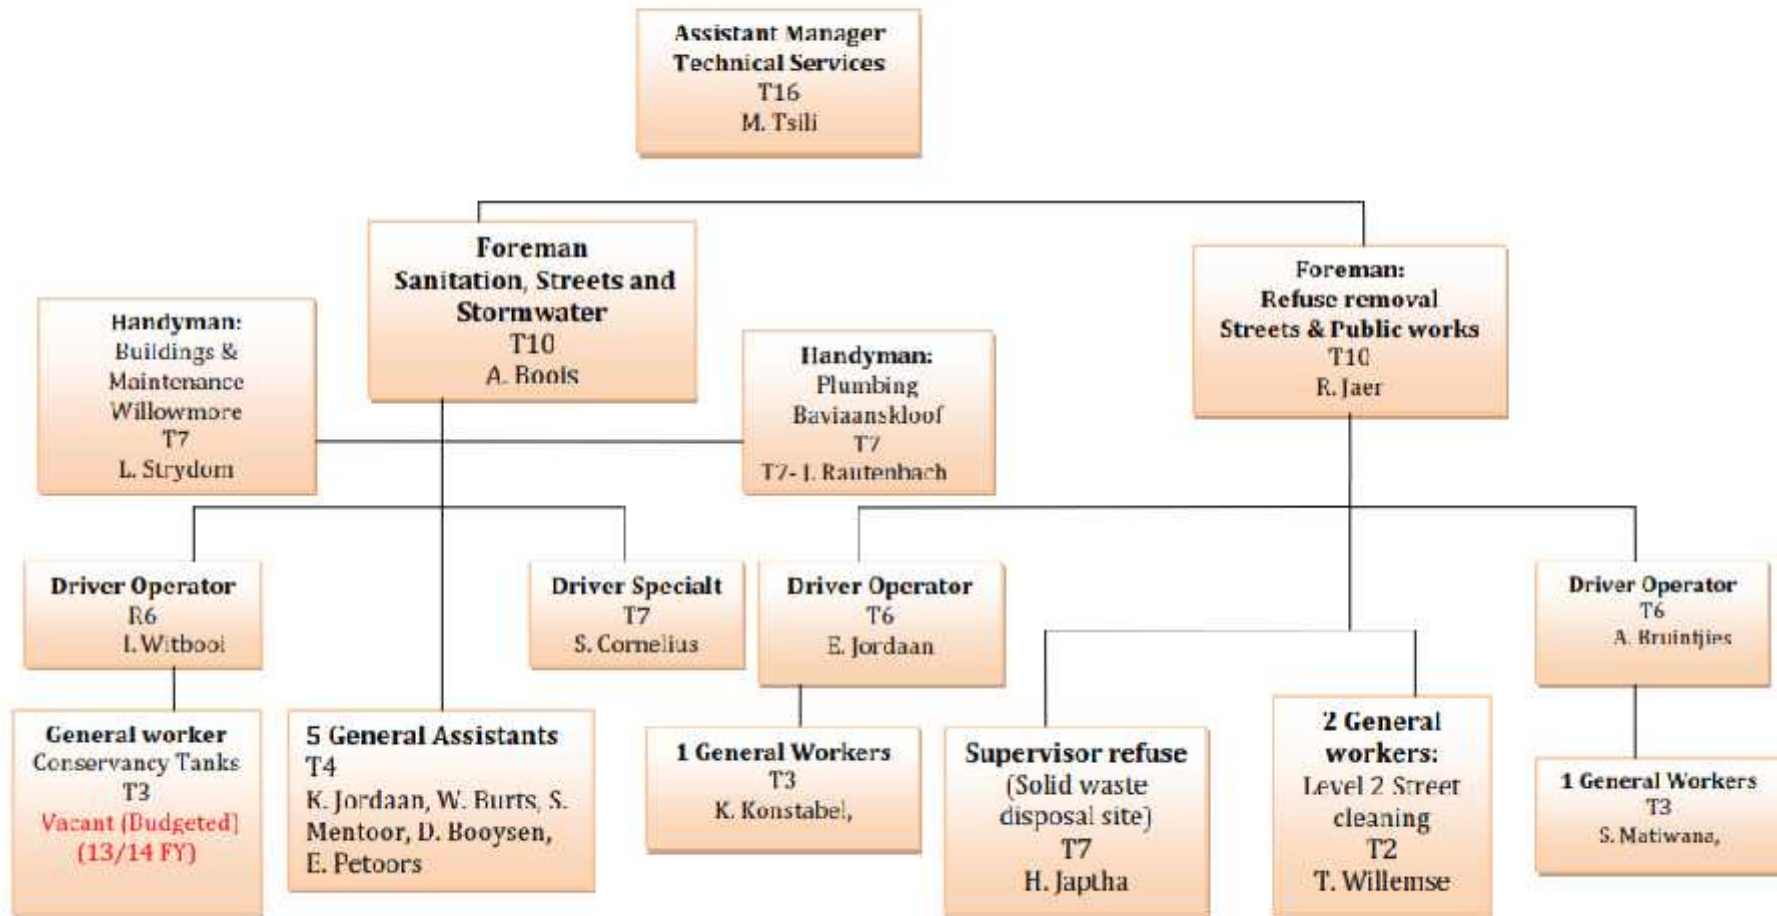 Assistant Manager
Technical Services
T16
M. Tsili
Foreman
Sanitation, Streets and
Stormwater
T10
A. Bools
Foreman:
Refuse removal
Streets & Public works
T10
R. Jaer
Handyman:
Buildings &
Maintenance
Willowmore
T7
L. Strydom
Handyman:
Plumbing
Baviaanskloof
T7
T7- J. Rautenbach
Driver Operator
R6
I. Witbooi
Driver Specialt
T7
S. Cornelius
Driver Operator
T6
E. Jordaan
Driver Operator
T6
A. Bruintjies
General worker
Conservancy Tanks
T3
Vacant (Budgeted)
(13/14 FY)
5 General Assistants
T4
K. Jordaan, W. Burts, S.
Mentoor, D. Booysen,
E. Petoors
1 General Workers
T3
K. Konstabel,
Supervisor refuse
(Solid waste
disposal site)
T7
H. Japtha
2 General
workers:
Level 2 Street
cleaning
T2
T. Willemse
1 General Workers
T3
S. Matiwana,